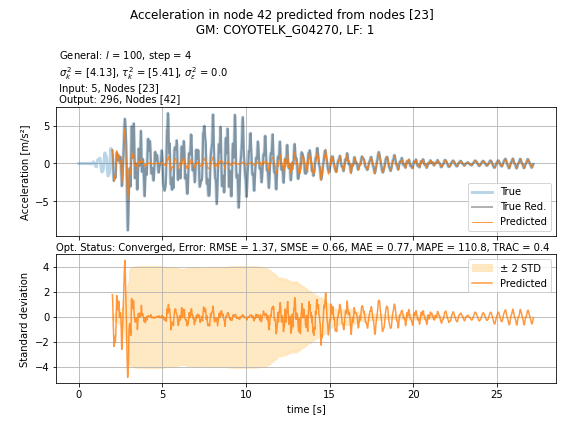 Acceleration in node 42 predicted from nodes [23]
GM: COYOTELK_G04270, LF: 1
General: l = 100, step = 4
σ²ₖ = [4.13], τ²ₖ = [5.41], σ²ε = 0.0
Input: 5, Nodes [23]
Output: 296, Nodes [42]
Acceleration [m/s²]
5
0
−5
True
True Red.
Predicted
Opt. Status: Converged, Error: RMSE = 1.37, SMSE = 0.66, MAE = 0.77, MAPE = 110.8, TRAC = 0.4
Standard deviation
4
2
0
−2
−4
± 2 STD
Predicted
0 5 10 15 20 25
time [s]